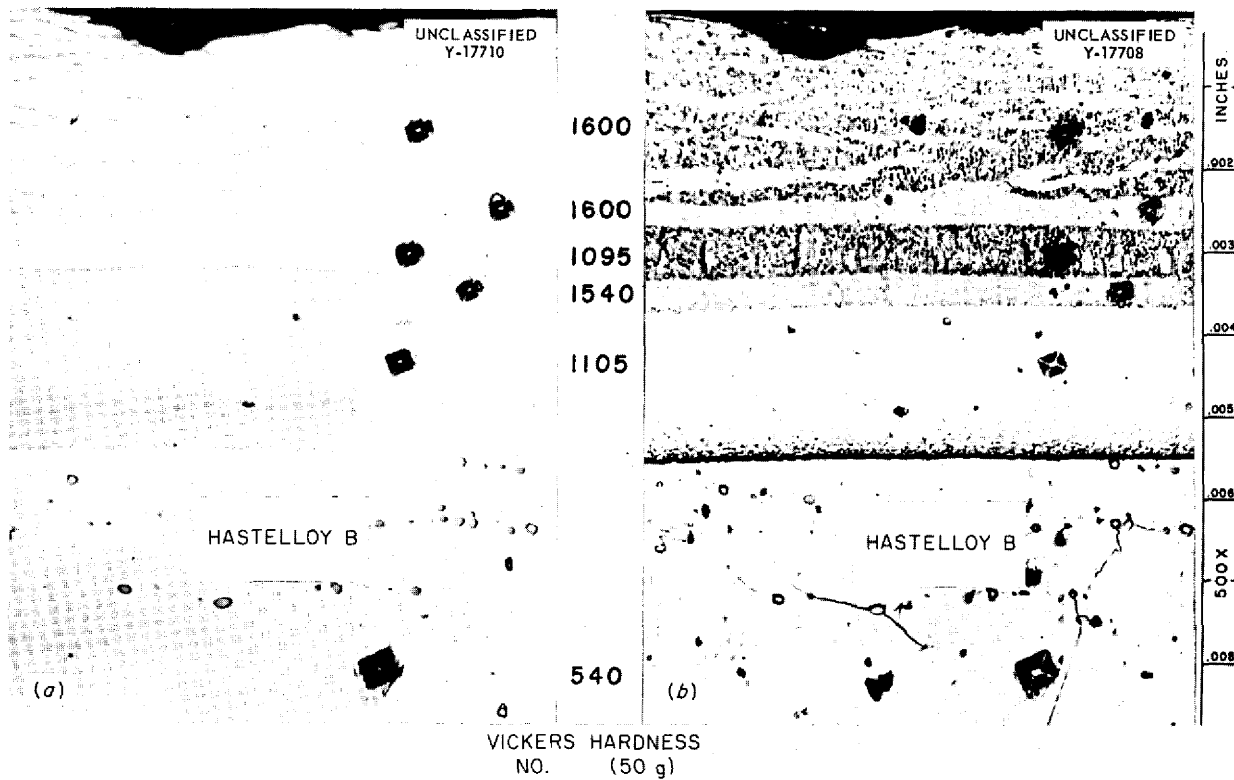 UNCLASSIFIED
Y-17710
UNCLASSIFIED
Y-17708
INCHES
1600
.002
1600
1095
.003
1540
.004
1105
.005
.006
HASTELLOY B
HASTELLOY B
500X
.008
540
(a)
(b)
VICKERS HARDNESS
NO. (50 g)